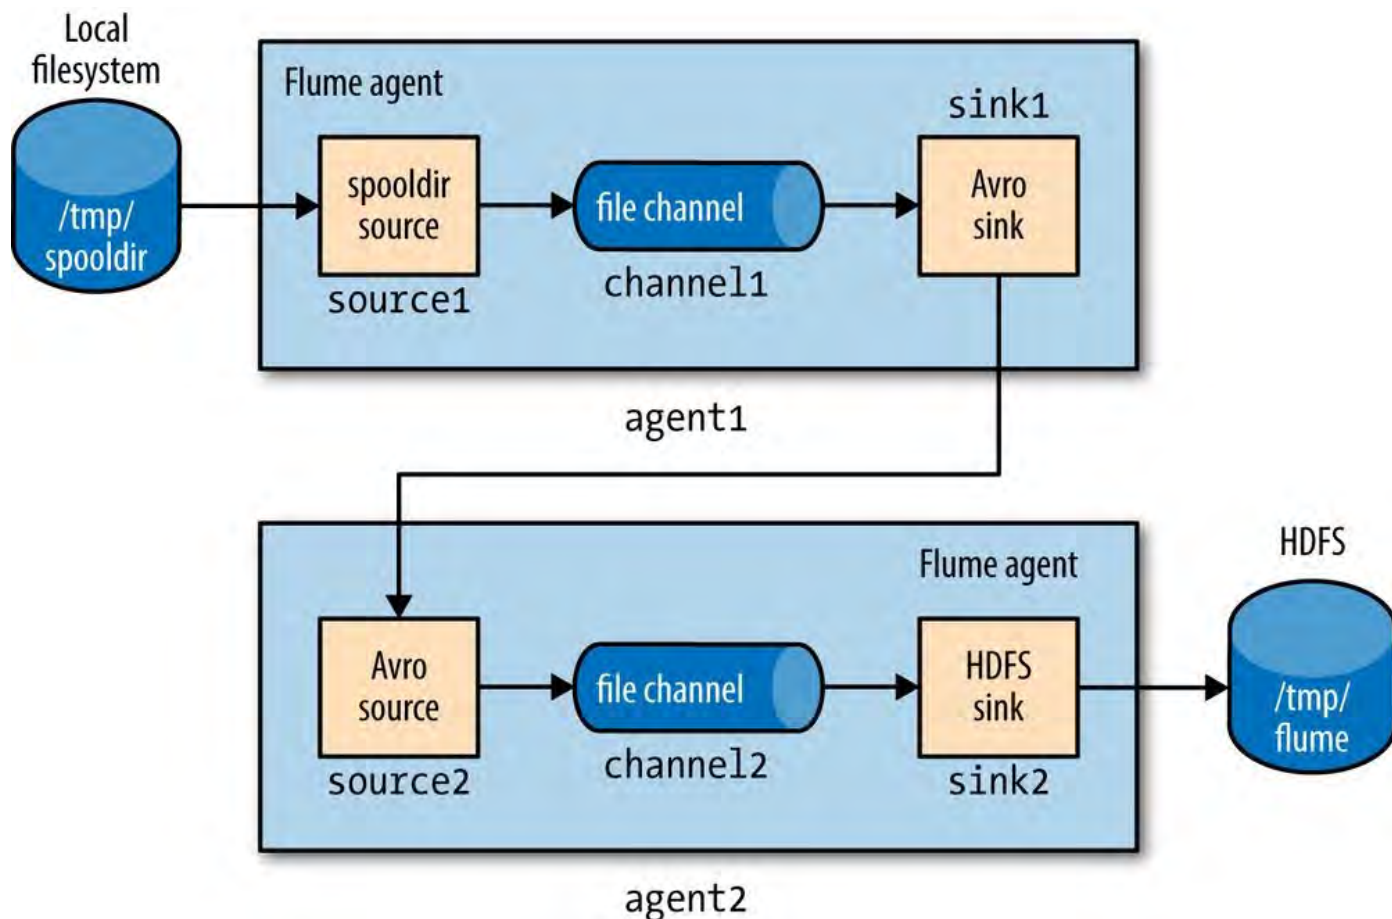 Local
filesystem
/tmp/
spooldir
Flume agent
spooldir
source
source1
file channel
channel1
sink1
Avro
sink
agent1
Flume agent
Avro
source
source2
file channel
channel2
HDFS
sink
sink2
HDFS
/tmp/
flume
agent2